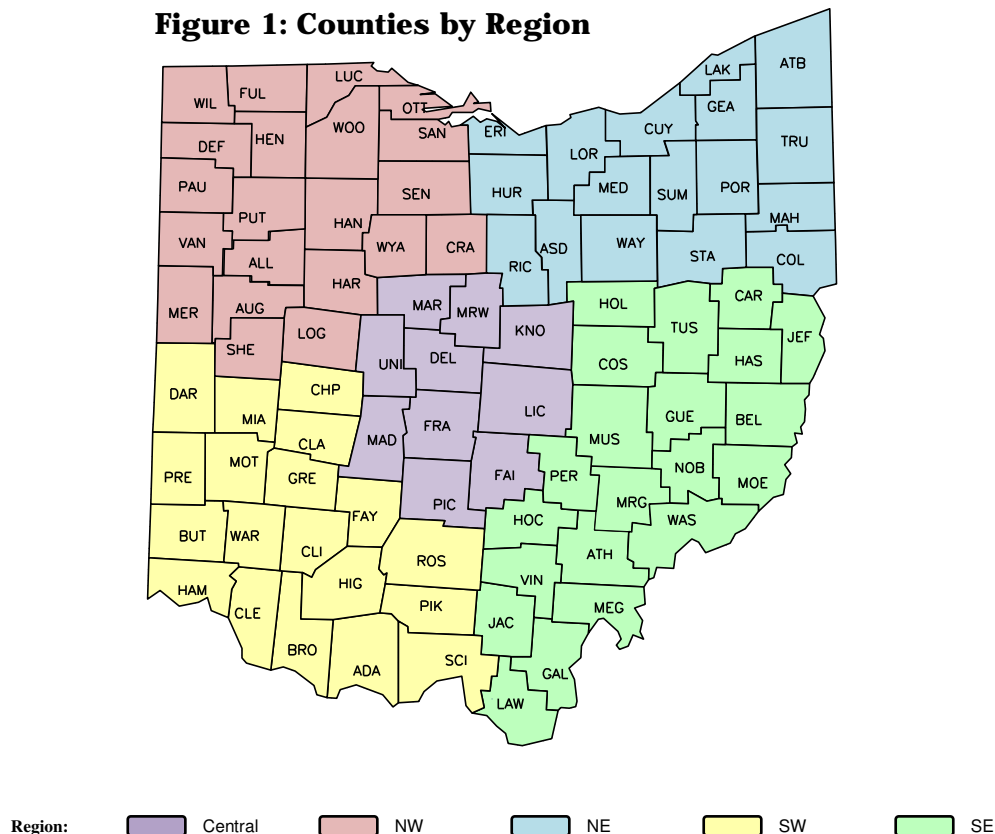 Figure 1: Counties by Region
ATB
LAK
LUC
FUL
WIL
OTT
GEA
WOO
SAN
ERI
CUY
HEN
DEF
TRU
LOR
PAU
SEN
HUR
MED
SUM
POR
PUT
HAN
MAH
VAN
WYA
CRA
ASD
WAY
STA
COL
ALL
RIC
HAR
MAR
HOL
CAR
MER
AUG
MRW
KNO
TUS
JEF
LOG
SHE
UNI
DEL
COS
HAS
DAR
CHP
MIA
LIC
GUE
BEL
FRA
MAD
CLA
MUS
MOT
PRE
GRE
FAI
PER
NOB
MOE
PIC
MRG
FAY
HOC
WAS
BUT
WAR
CLI
ROS
ATH
HIG
VIN
HAM
CLE
PIK
MEG
JAC
BRO
ADA
SCI
GAL
LAW
Region:
Central
NW
NE
SW
SE